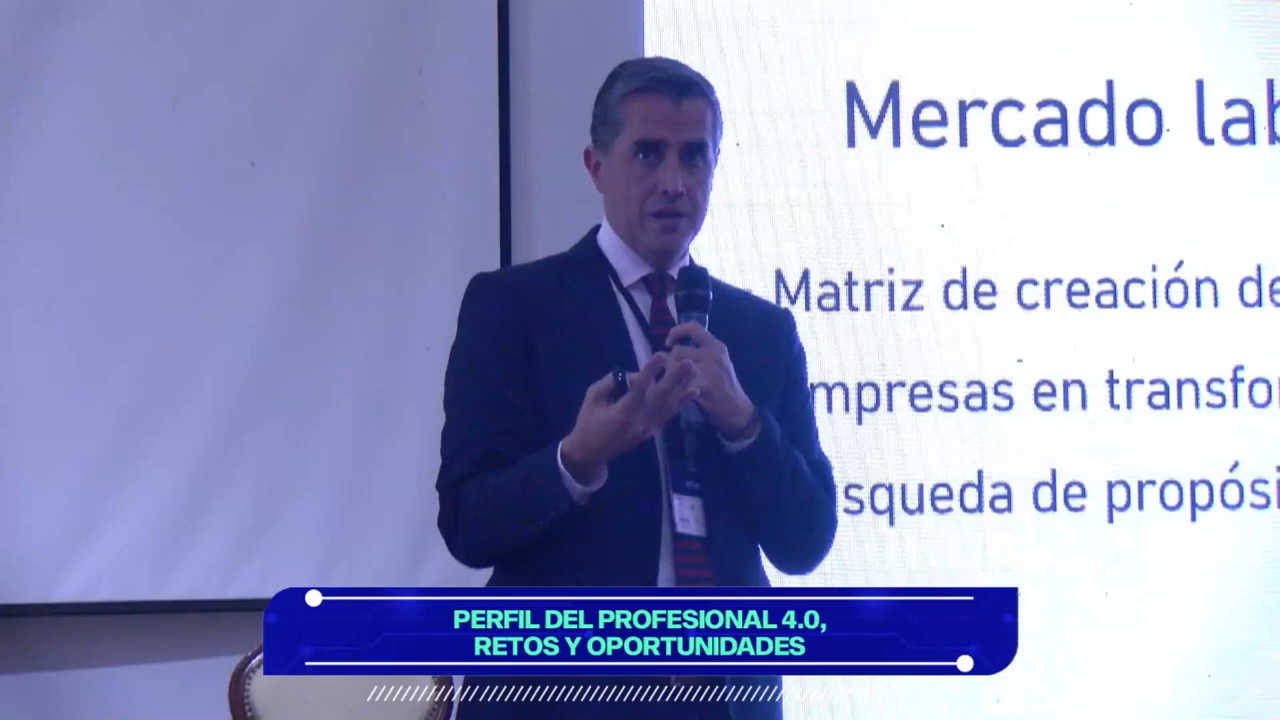 Mercado lab
Matriz de creación de
mpresas en transfo
squeda de propósi
PERFIL DEL PROFESIONAL 4.0,
RETOS Y OPORTUNIDADES